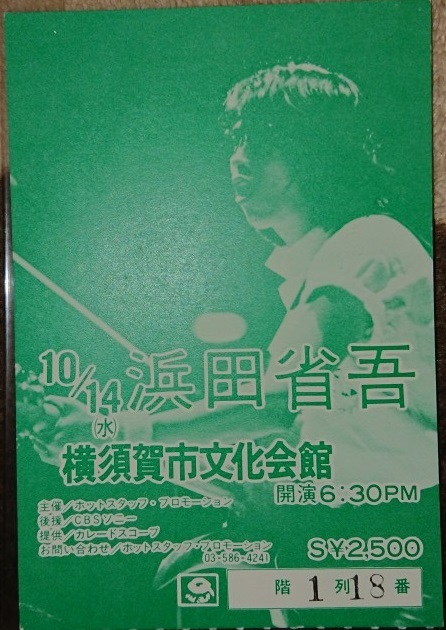 10/14
㈬
浜田省吾
横須賀市文化会館
開演6:30PM
主催/ホットスタッフ・プロモーション
後援/CBSソニー
提供/カレードスコープ
お問い合わせ/ホットスタッフ・プロモーション
03-586-4241
S¥2,500
階1列18番